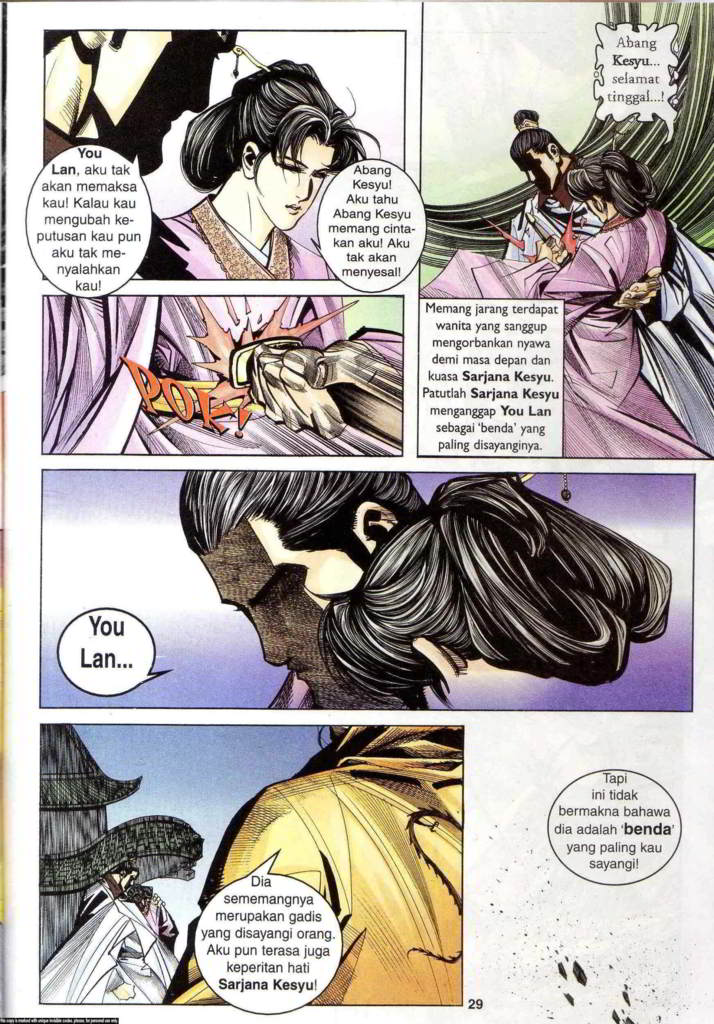 You
Lan, aku tak
akan memaksa
kau! Kalau kau
mengubah ke-
putusan kau pun
aku tak me-
nyalahkan
kau!
Abang
Kesyu!
Aku tahu
Abang Kesyu
memang cinta-
kan aku! Aku
tak akan
menyesal!
Abang
Kesyu...
selamat
tinggal...!
POK!
Memang jarang terdapat
wanita yang sanggup
mengorbankan nyawa
demi masa depan dan
kuasa Sarjana Kesyu.
Patutlah Sarjana Kesyu
menganggap You Lan
sebagai 'benda' yang
paling disayanginya.
You
Lan...
Dia
sememangnya
merupakan gadis
yang disayangi orang.
Aku pun terasa juga
keperitan hati
Sarjana Kesyu!
Tapi
ini tidak
bermakna bahawa
dia adalah 'benda'
yang paling kau
sayangi!
29